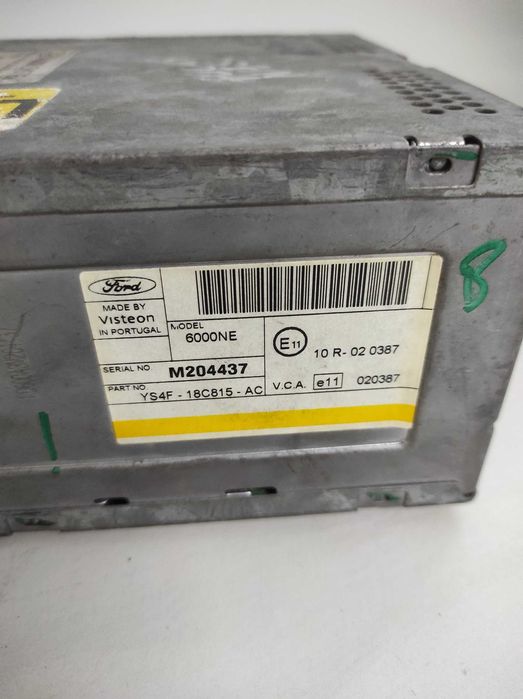 Ford
MADE BY
Visteon
IN PORTUGAL
MODEL
6000NE
SERIAL NO
M204437
PART NO
YS4F - 18C815 - AC
E11
10 R- 02 0387
V.C.A. e11 020387
8